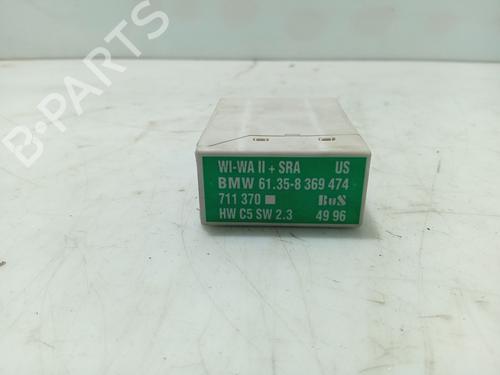 B-PARTS
WI-WA II + SRA US
BMW 61.35-8 369 474
711 370 BuS
HW C5 SW 2.3 49 96